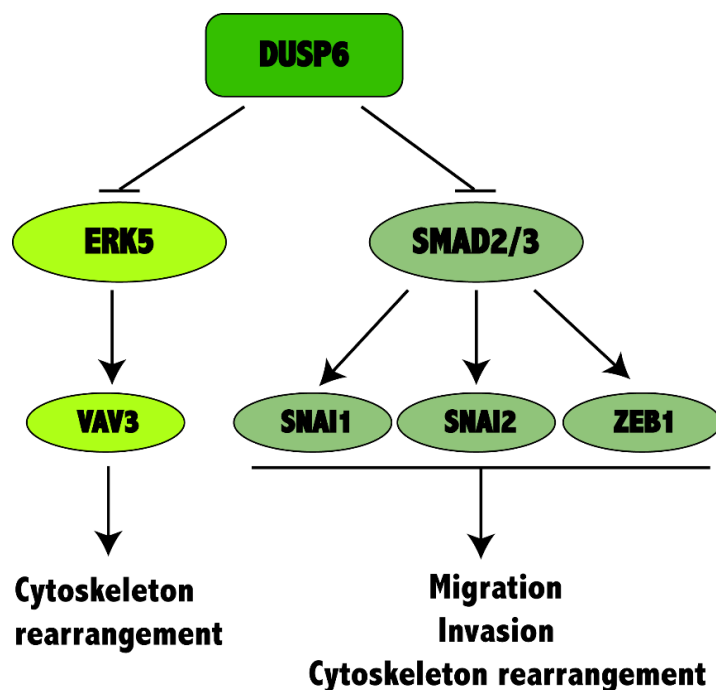 DUSP6
ERK5
SMAD2/3
VAV3
SNAI1
SNAI2
ZEB1
Cytoskeleton
rearrangement
Migration
Invasion
Cytoskeleton rearrangement